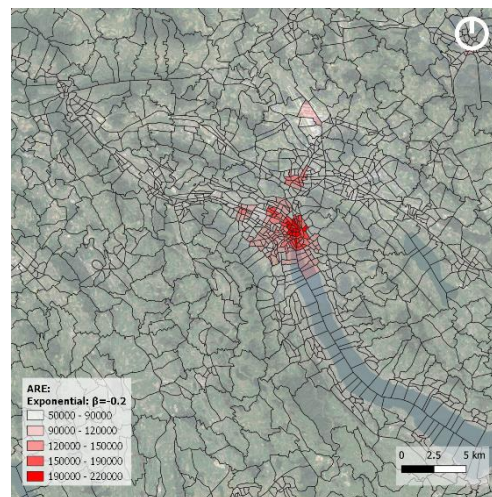 ARE:
Exponential: β=-0.2
50000 - 90000
90000 - 120000
120000 - 150000
150000 - 190000
190000 - 220000
0 2.5 5 km